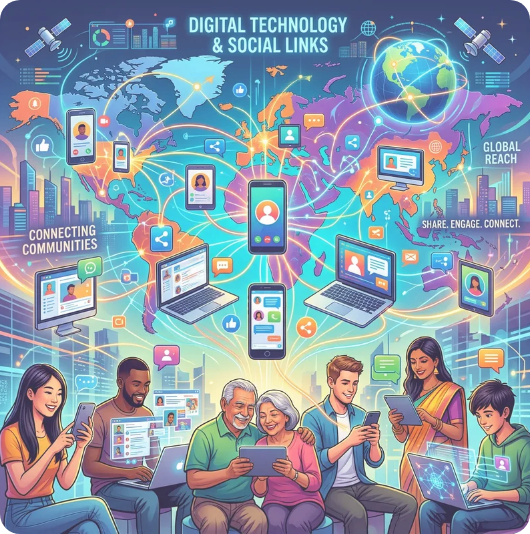 DIGITAL TECHNOLOGY
& SOCIAL LINKS
GLOBAL
REACH
CONNECTING
COMMUNITIES
SHARE. ENGAGE. CONNECT.